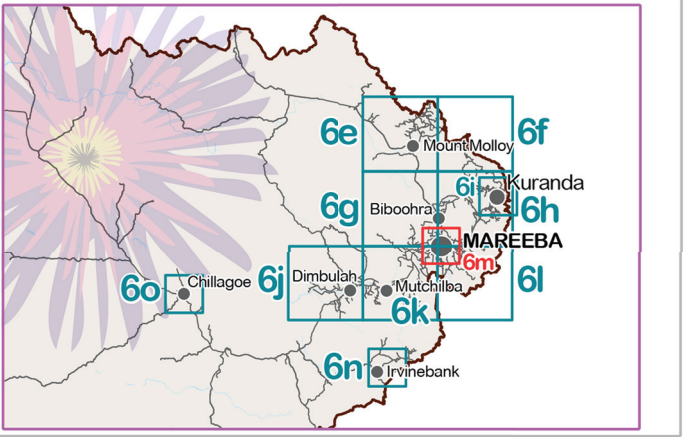 6e
6f
Mount Molloy
6i
Kuranda
6g
Biboohra
6h
MAREEBA
6m
6o
Chillagoe
6j
Dimbulah
Mutchilba
6l
6k
6n
Irvinebank